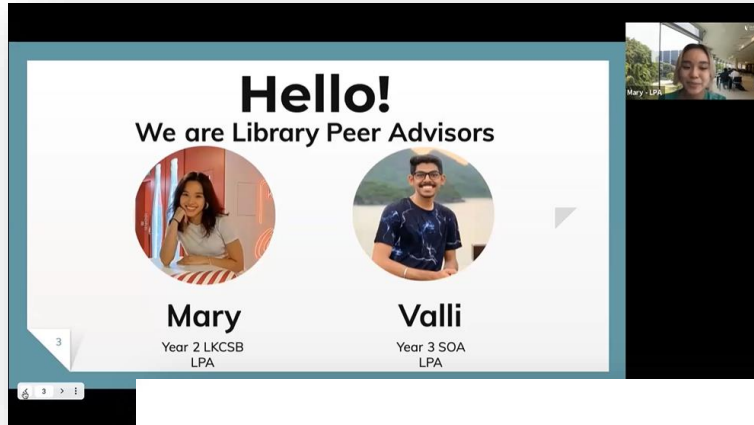 Hello!
We are Library Peer Advisors
Mary - LPA
Mary
Year 2 LKCSB
LPA
Valli
Year 3 SOA
LPA
3
3